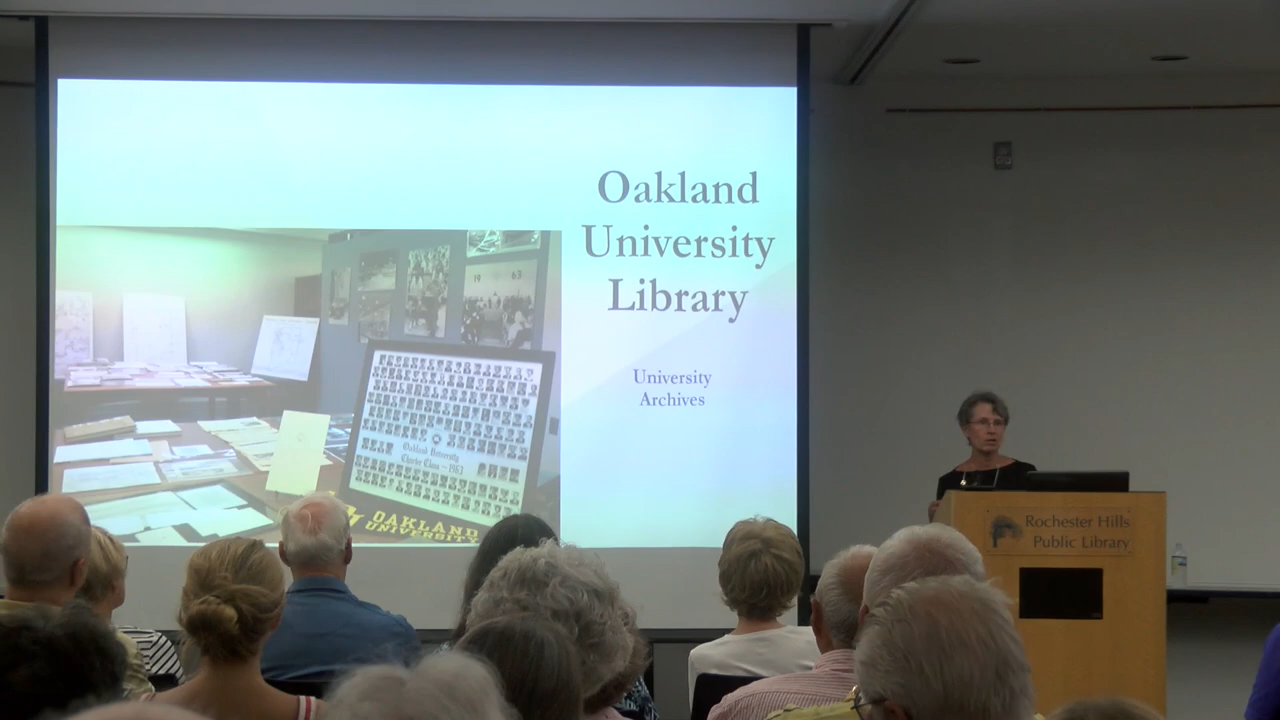 Oakland
University
Library
University
Archives
19 63
Oakland University
Charter Class - 1963
OAKLAND
UNIVERSITY
Rochester Hills
Public Library